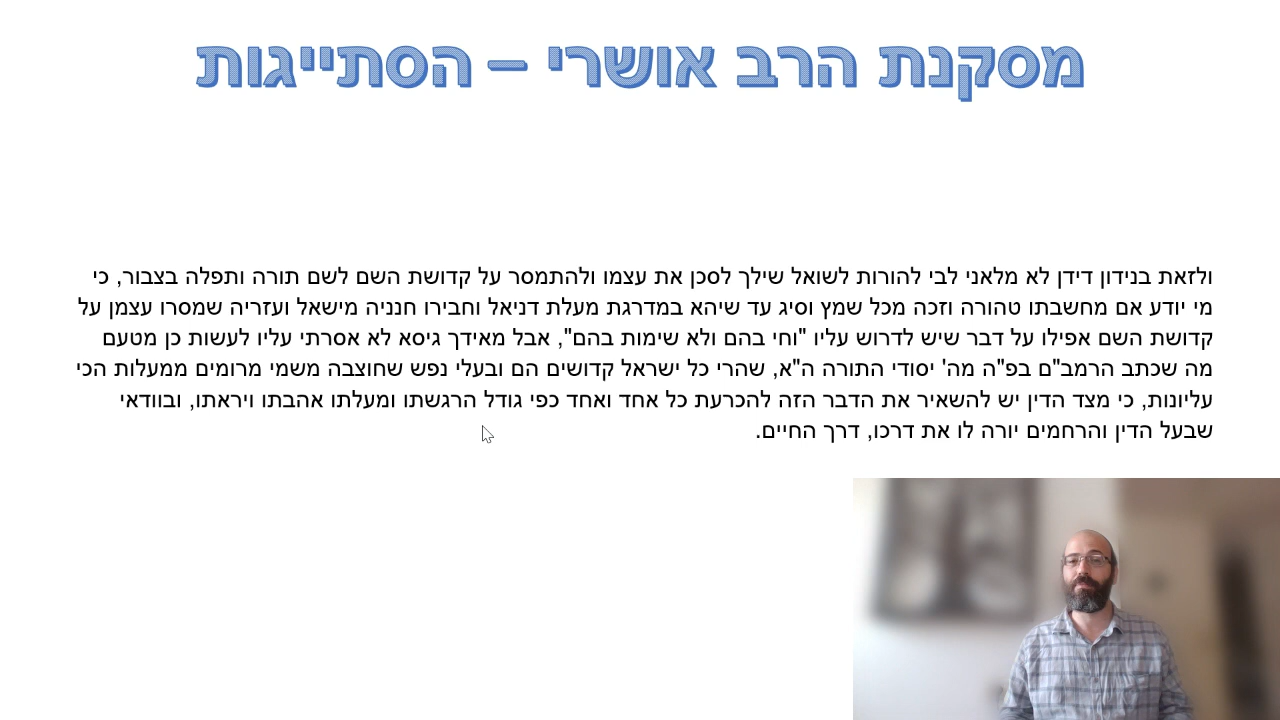 מסקנת הרב אושרי – הסתייגות
ולזאת בנידון דידן לא מלאני לבי להורות לשואל שילך לסכן את עצמו ולהתמסר על קדושת השם לשם תורה ותפלה בצבור, כי
מי יודע אם מחשבתו טהורה וזכה מכל שמץ וסיג עד שיהא במדרגת מעלת דניאל וחבירו חנניה מישאל ועזריה שמסרו עצמן על
קדושת השם אפילו על דבר שיש לדרוש עליו "וחי בהם ולא שימות בהם", אבל מאידך גיסא לא אסרתי עליו לעשות כן מטעם
מה שכתב הרמב"ם בפ"ה מה' יסודי התורה ה"א, שהרי כל ישראל קדושים הם ובעלי נפש שחוצבה משמי מרומים ממעלות הכי
עליונות, כי מצד הדין יש להשאיר את הדבר הזה להכרעת כל אחד ואחד כפי גודל הרגשתו ומעלתו אהבתו ויראתו, ובוודאי
שבעל הדין והרחמים יורה לו את דרכו, דרך החיים.